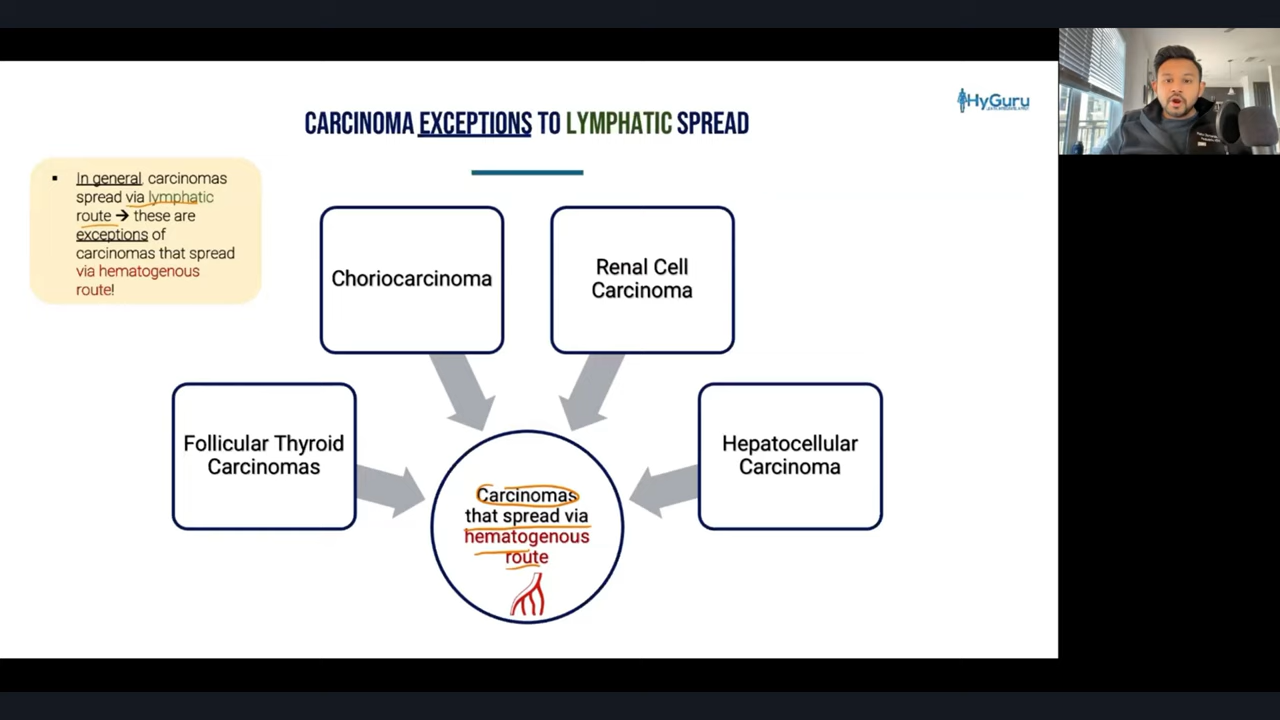 CARCINOMA EXCEPTIONS TO LYMPHATIC SPREAD
HyGuru
▪ In general, carcinomas
spread via lymphatic
route → these are
exceptions of
carcinomas that spread
via hematogenous
route!
Choriocarcinoma
Renal Cell
Carcinoma
Follicular Thyroid
Carcinomas
Hepatocellular
Carcinoma
Carcinomas
that spread via
hematogenous
route